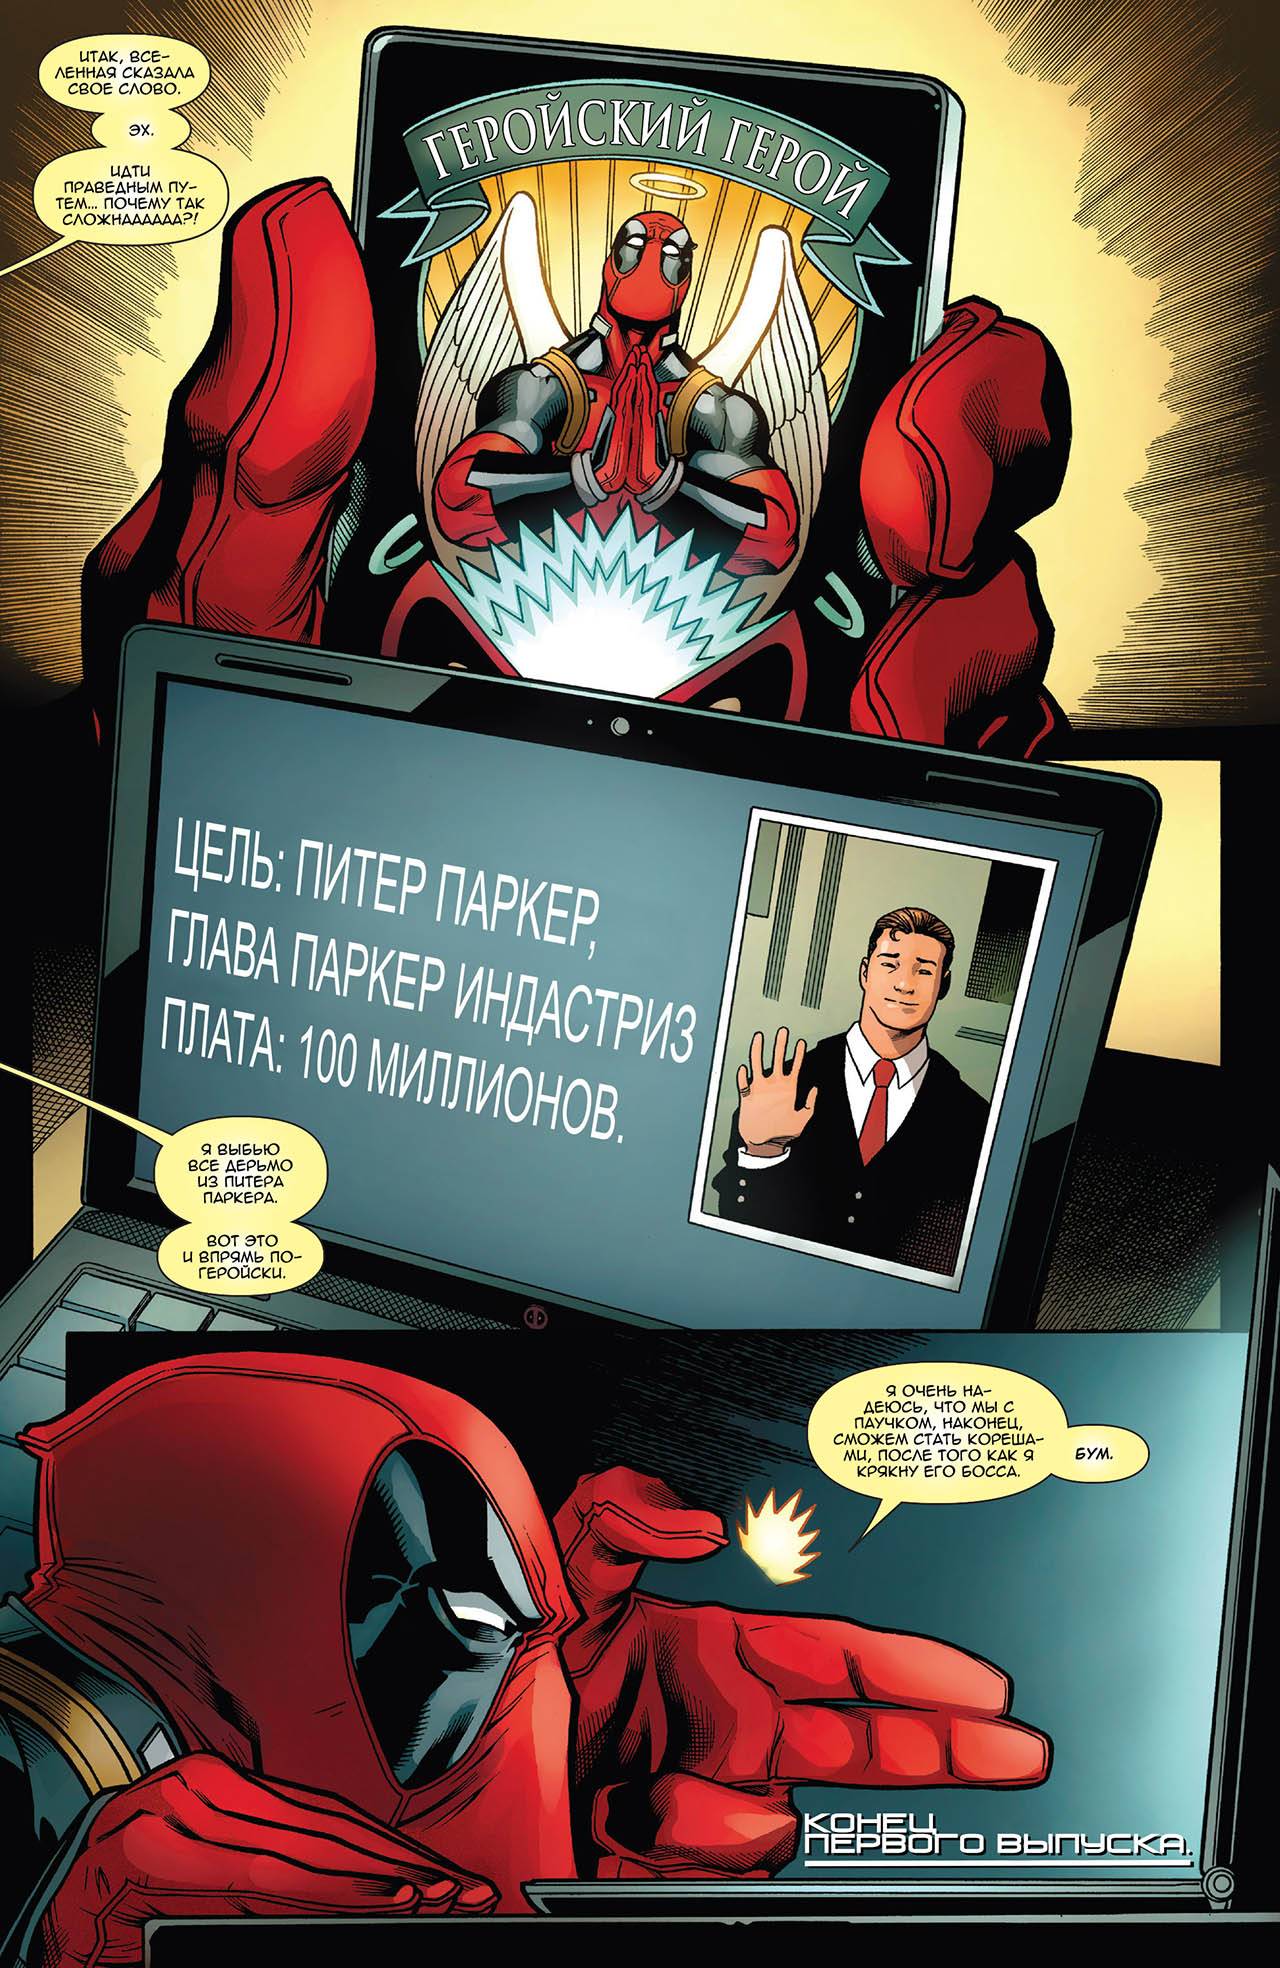 ИТАК, ВСЕ-
ЛЕННАЯ СКАЗАЛА
СВОЕ СЛОВО.
ЭХ.
ИДТИ
ПРАВЕДНЫМ ПУ-
ТЕМ... ПОЧЕМУ ТАК
СЛОЖНАААААА?!
ГЕРОЙСКИЙ ГЕРОЙ
ЦЕЛЬ: ПИТЕР ПАРКЕР,
ГЛАВА ПАРКЕР ИНДАСТРИЗ
ПЛАТА: 100 МИЛЛИОНОВ.
Я ВЫБЬЮ
ВСЕ ДЕРЬМО
ИЗ ПИТЕРА
ПАРКЕРА.
ВОТ ЭТО
И ВПРЯМЬ ПО-
ГЕРОЙСКИ.
Я ОЧЕНЬ НА-
ДЕЮСЬ, ЧТО МЫ С
ПАУЧКОМ, НАКОНЕЦ,
СМОЖЕМ СТАТЬ КОРЕША-
МИ, ПОСЛЕ ТОГО КАК Я
КРЯКНУ ЕГО БОССА.
БУМ.
КОНЕЦ
ПЕРВОГО ВЫПУСКА.